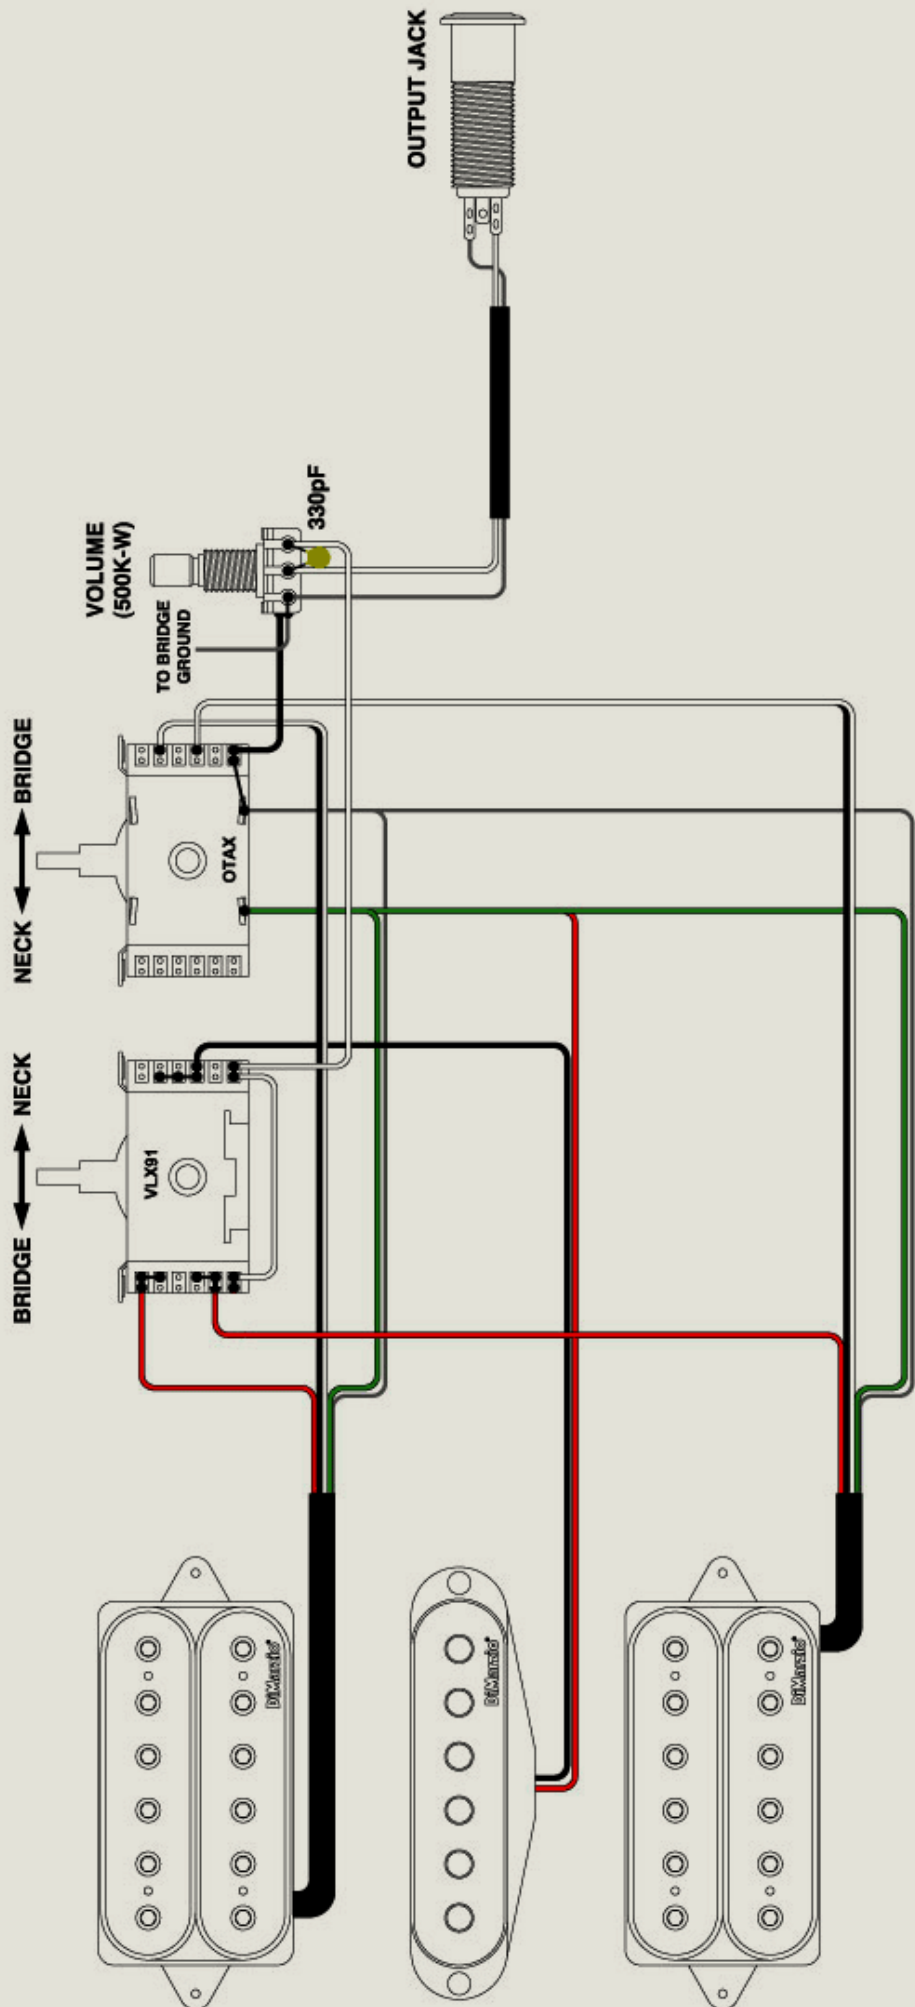 OUTPUT JACK
330pF
VOLUME
(500K-W)
TO BRIDGE
GROUND
NECK
BRIDGE
OTAX
BRIDGE
NECK
VLX91
DiMarzio®
DiMarzio®
DiMarzio®